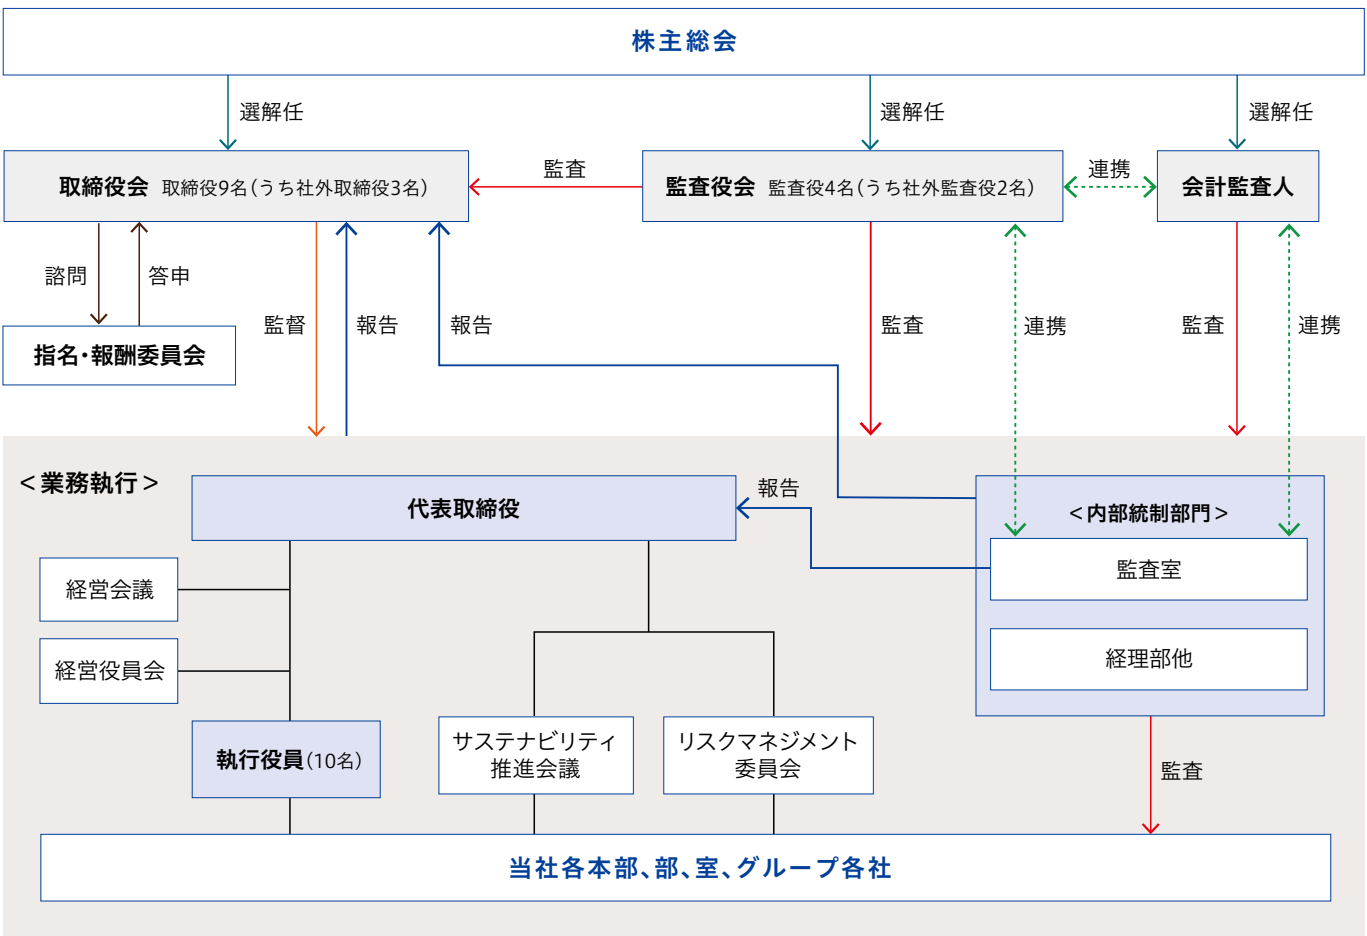 株主総会
選解任
選解任
選解任
取締役会 取締役9名(うち社外取締役3名)
監査
監査役会 監査役4名(うち社外監査役2名)
連携
会計監査人
諮問
答申
監督
報告
報告
監査
連携
監査
連携
指名・報酬委員会
<業務執行>
代表取締役
報告
<内部統制部門>
監査室
経理部他
経営会議
経営役員会
執行役員(10名)
サステナビリティ
推進会議
リスクマネジメント
委員会
監査
当社各本部、部、室、グループ各社